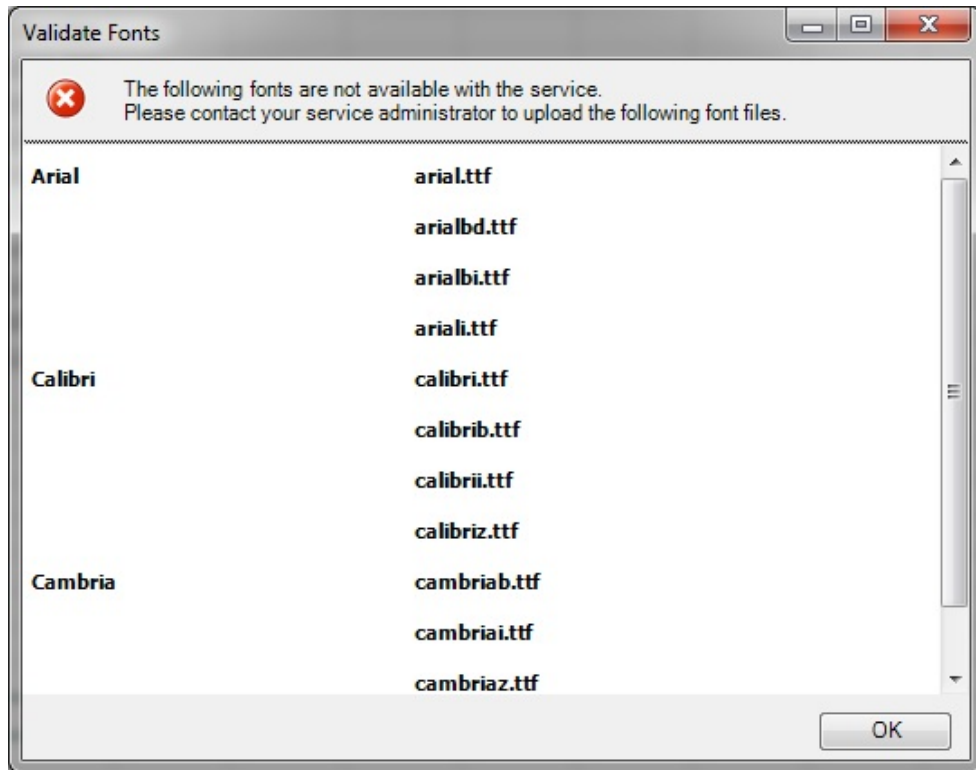 Validate Fonts
The following fonts are not available with the service.
Please contact your service administrator to upload the following font files.
Arial arial.ttf
arialbd.ttf
arialbi.ttf
ariali.ttf
Calibri calibri.ttf
calibrib.ttf
calibrii.ttf
calibriz.ttf
Cambria cambriab.ttf
cambriai.ttf
cambriaz.ttf
OK